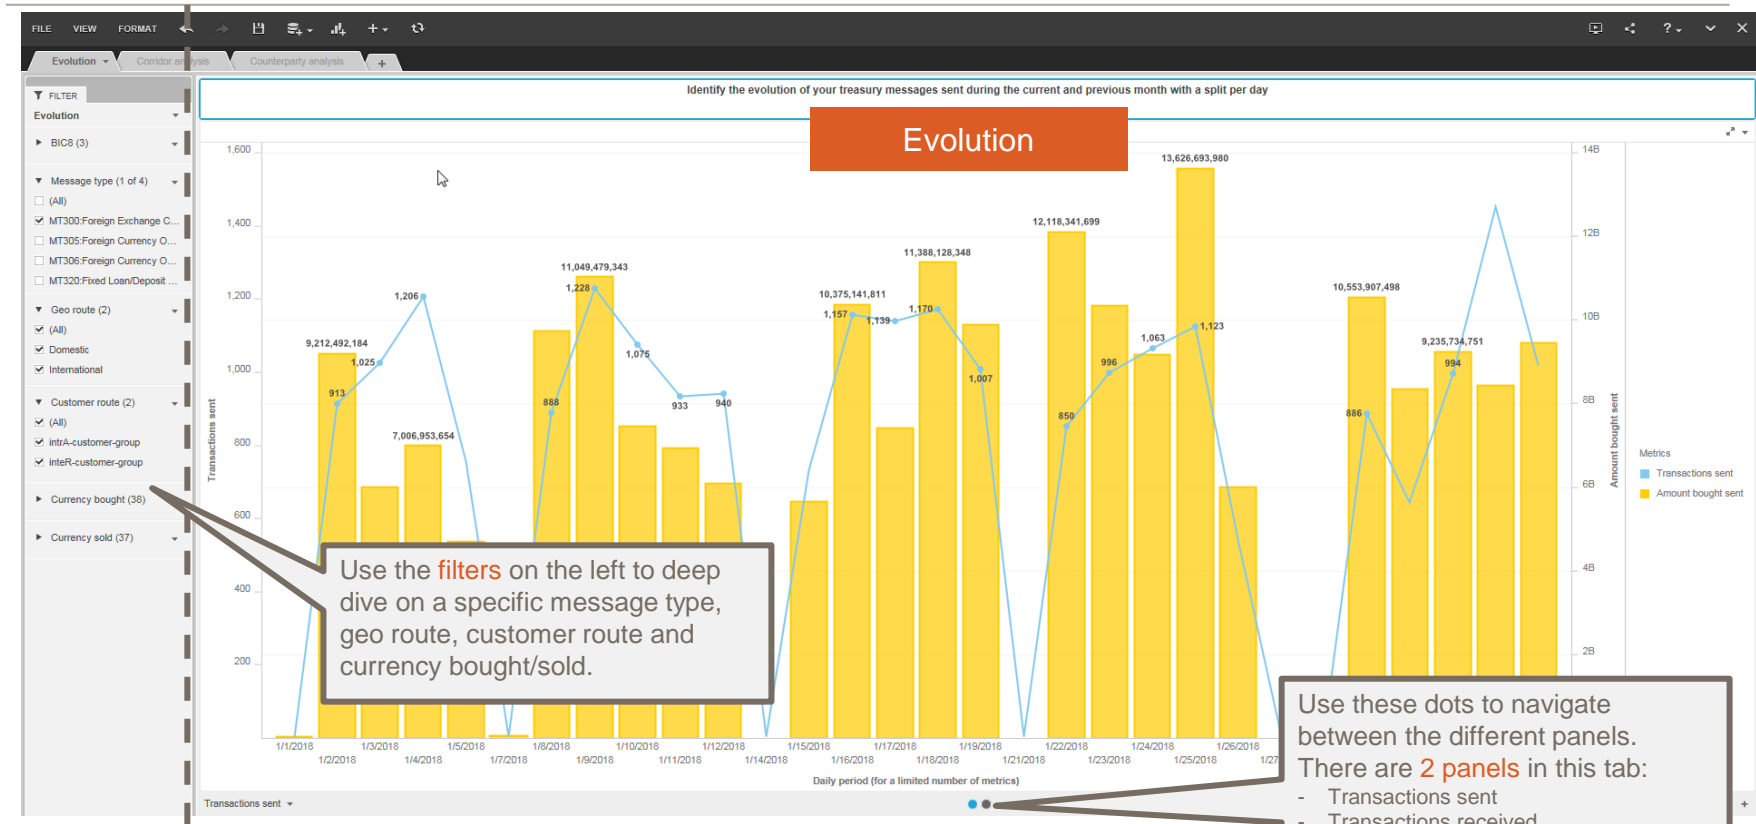 FILE VIEW FORMAT
Evolution Corridor analysis Counterparty analysis +
FILTER
Evolution
BIC8 (3)
Message type (1 of 4)
(All)
MT300:Foreign Exchange C...
MT305:Foreign Currency O...
MT306:Foreign Currency O...
MT320:Fixed Loan/Deposit ...
Geo route (2)
(All)
Domestic
International
Customer route (2)
(All)
intrA-customer-group
inteR-customer-group
Currency bought (38)
Currency sold (37)
Identify the evolution of your treasury messages sent during the current and previous month with a split per day
Evolution
1,600
1,400
1,200
1,000
800
600
400
200
Transactions sent
14B
12B
10B
8B
6B
4B
2B
Amount bought sent
9,212,492,184
7,006,953,654
11,049,479,343
10,375,141,811
11,388,128,348
12,118,341,699
13,626,693,980
10,553,907,498
9,235,734,751
913
1,025
1,206
888
1,228
1,075
933
940
1,157
1,139
1,170
1,007
850
996
1,063
1,123
886
994
Metrics
Transactions sent
Amount bought sent
1/1/2018 1/3/2018 1/5/2018 1/8/2018 1/10/2018 1/12/2018 1/15/2018 1/17/2018 1/19/2018 1/22/2018 1/24/2018 1/26/2018
1/2/2018 1/4/2018 1/7/2018 1/9/2018 1/11/2018 1/14/2018 1/16/2018 1/18/2018 1/21/2018 1/23/2018 1/25/2018 1/27
Daily period (for a limited number of metrics)
Transactions sent
Use the filters on the left to deep
dive on a specific message type,
geo route, customer route and
currency bought/sold.
Use these dots to navigate
between the different panels.
There are 2 panels in this tab:
- Transactions sent
- Transactions received